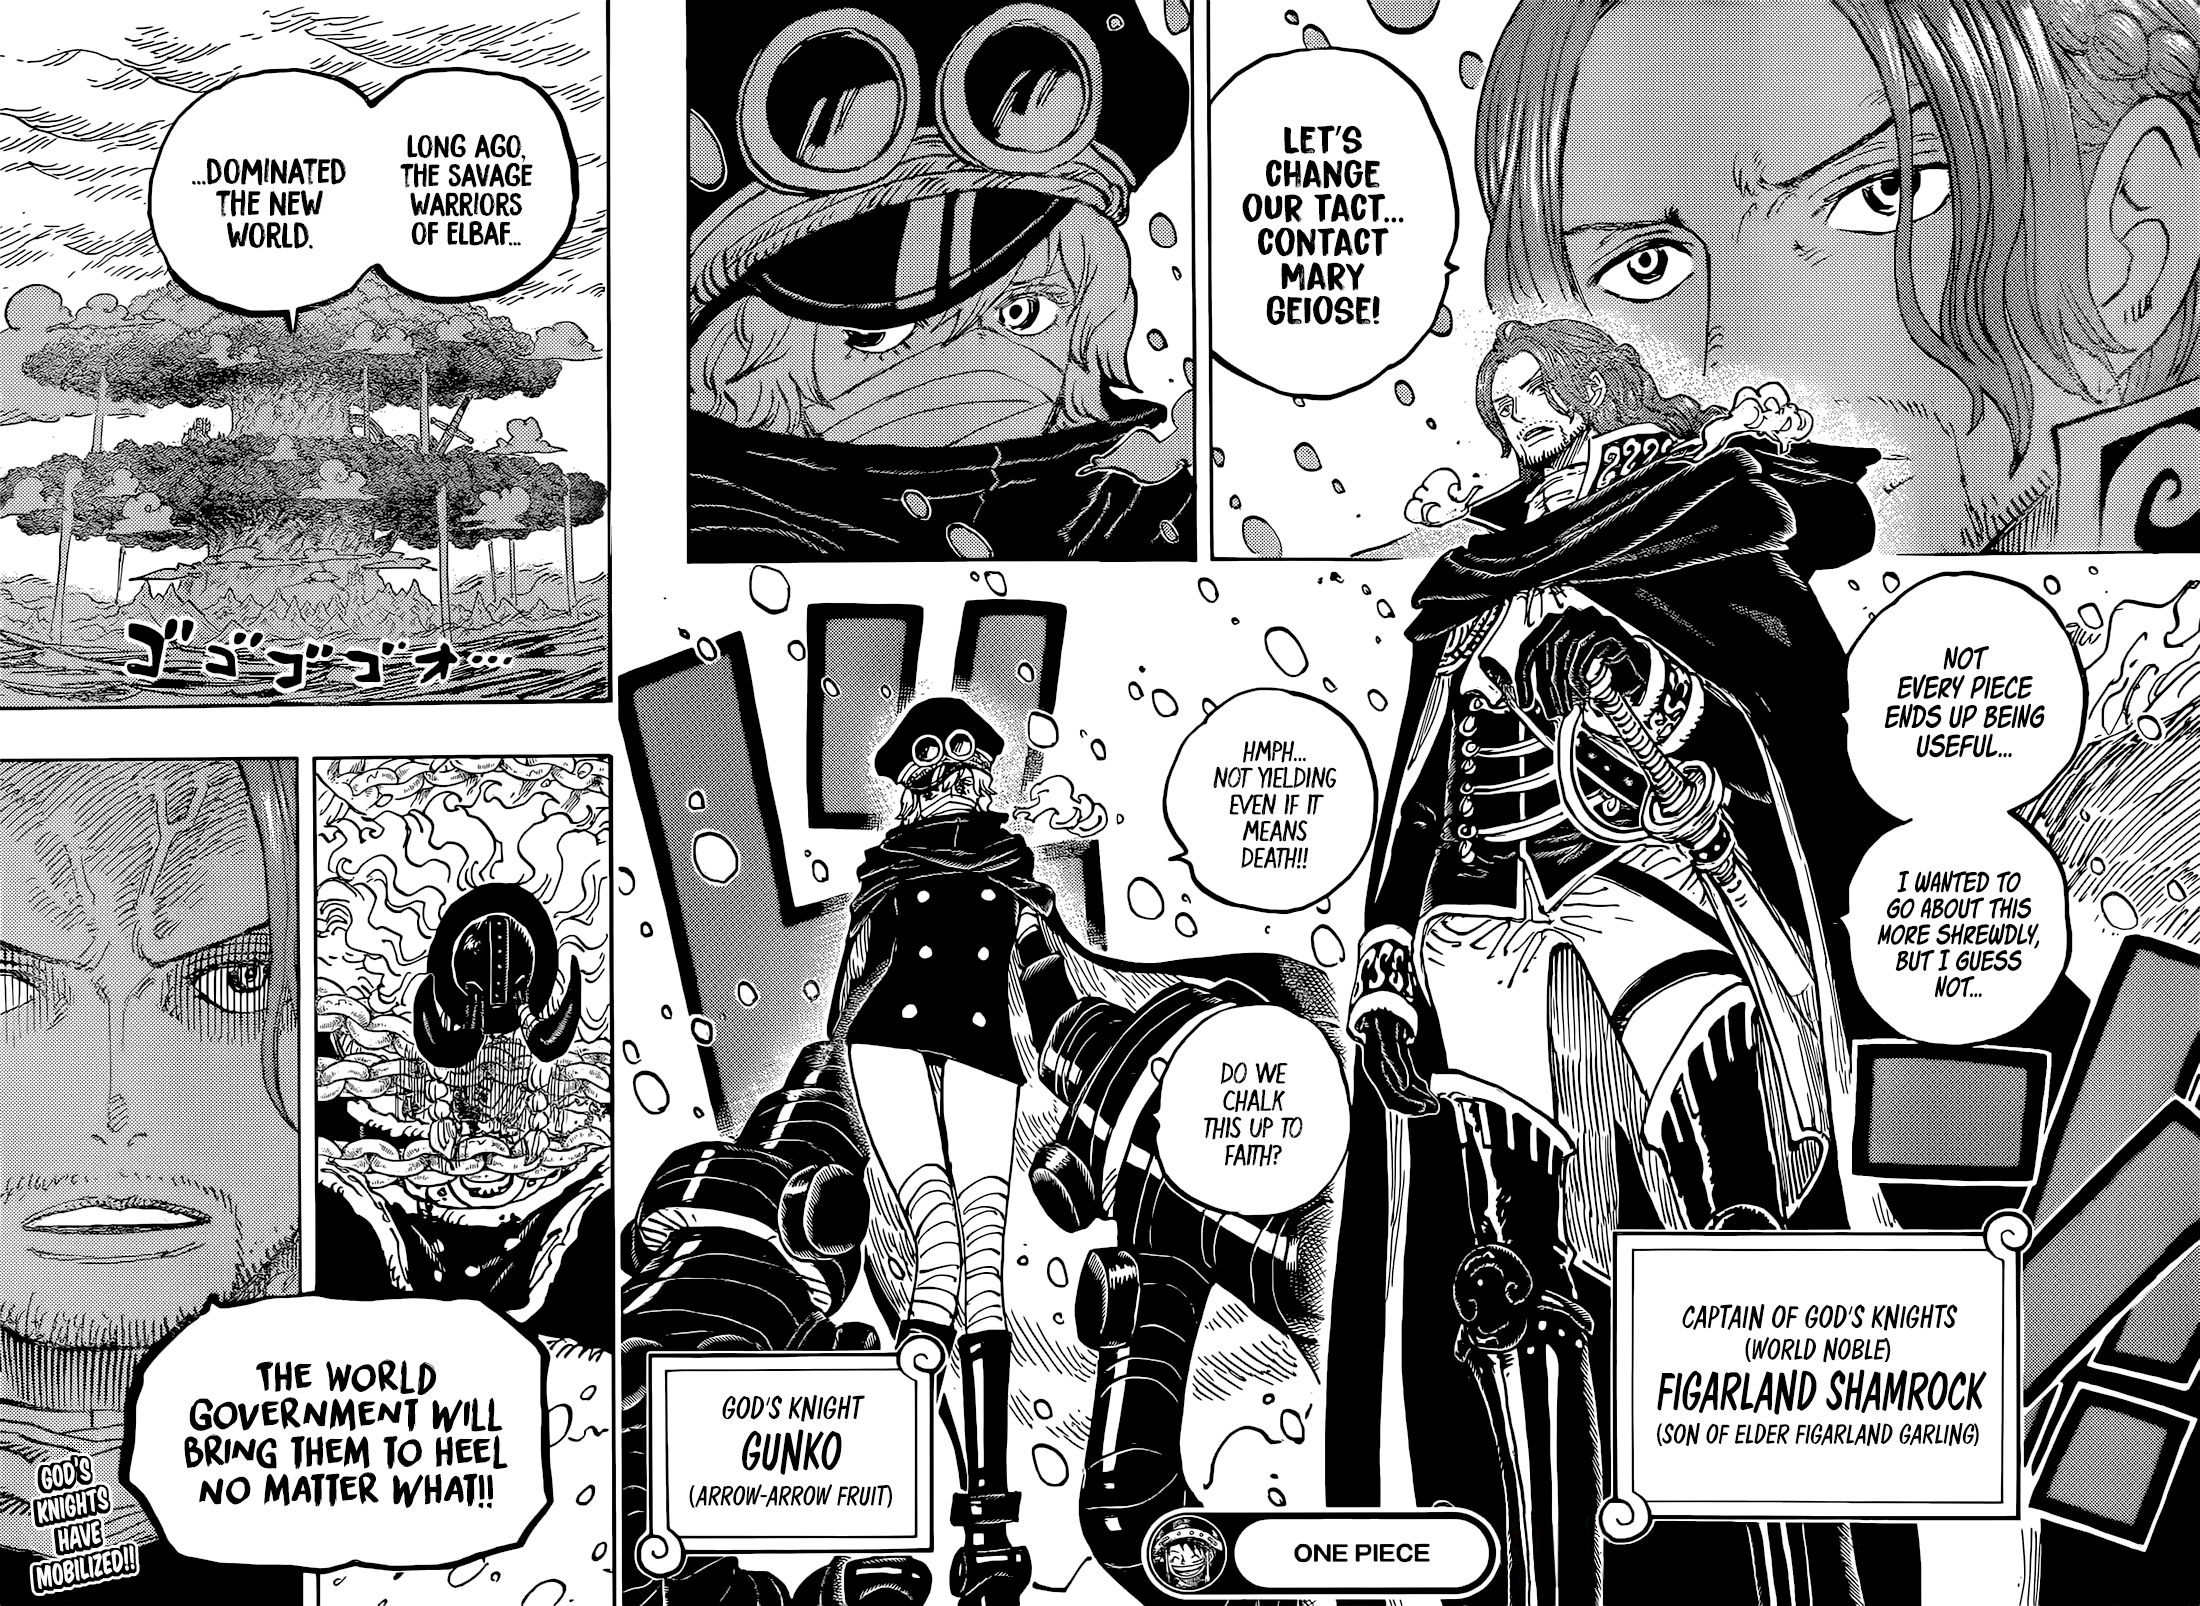 LET'S
CHANGE
OUR TACT...
CONTACT
MARY
GEIOSE!
NOT
EVERY PIECE
ENDS UP BEING
USEFUL...
I WANTED TO
GO ABOUT THIS
MORE SHREWDLY,
BUT I GUESS
NOT...
HMPH...
NOT YIELDING
EVEN IF IT
MEANS
DEATH!!
DO WE
CHALK
THIS UP TO
FAITH?
CAPTAIN OF GOD'S KNIGHTS
(WORLD NOBLE)
FIGARLAND SHAMROCK
(SON OF ELDER FIGARLAND GARLING)
GOD'S KNIGHT
GUNKO
(ARROW-ARROW FRUIT)
ONE PIECE
LONG AGO,
THE SAVAGE
WARRIORS
OF ELBAF...
...DOMINATED
THE NEW
WORLD.
ゴゴゴゴォ…
THE WORLD
GOVERNMENT WILL
BRING THEM TO HEEL
NO MATTER WHAT!!
GOD'S
KNIGHTS
HAVE
MOBILIZED!!